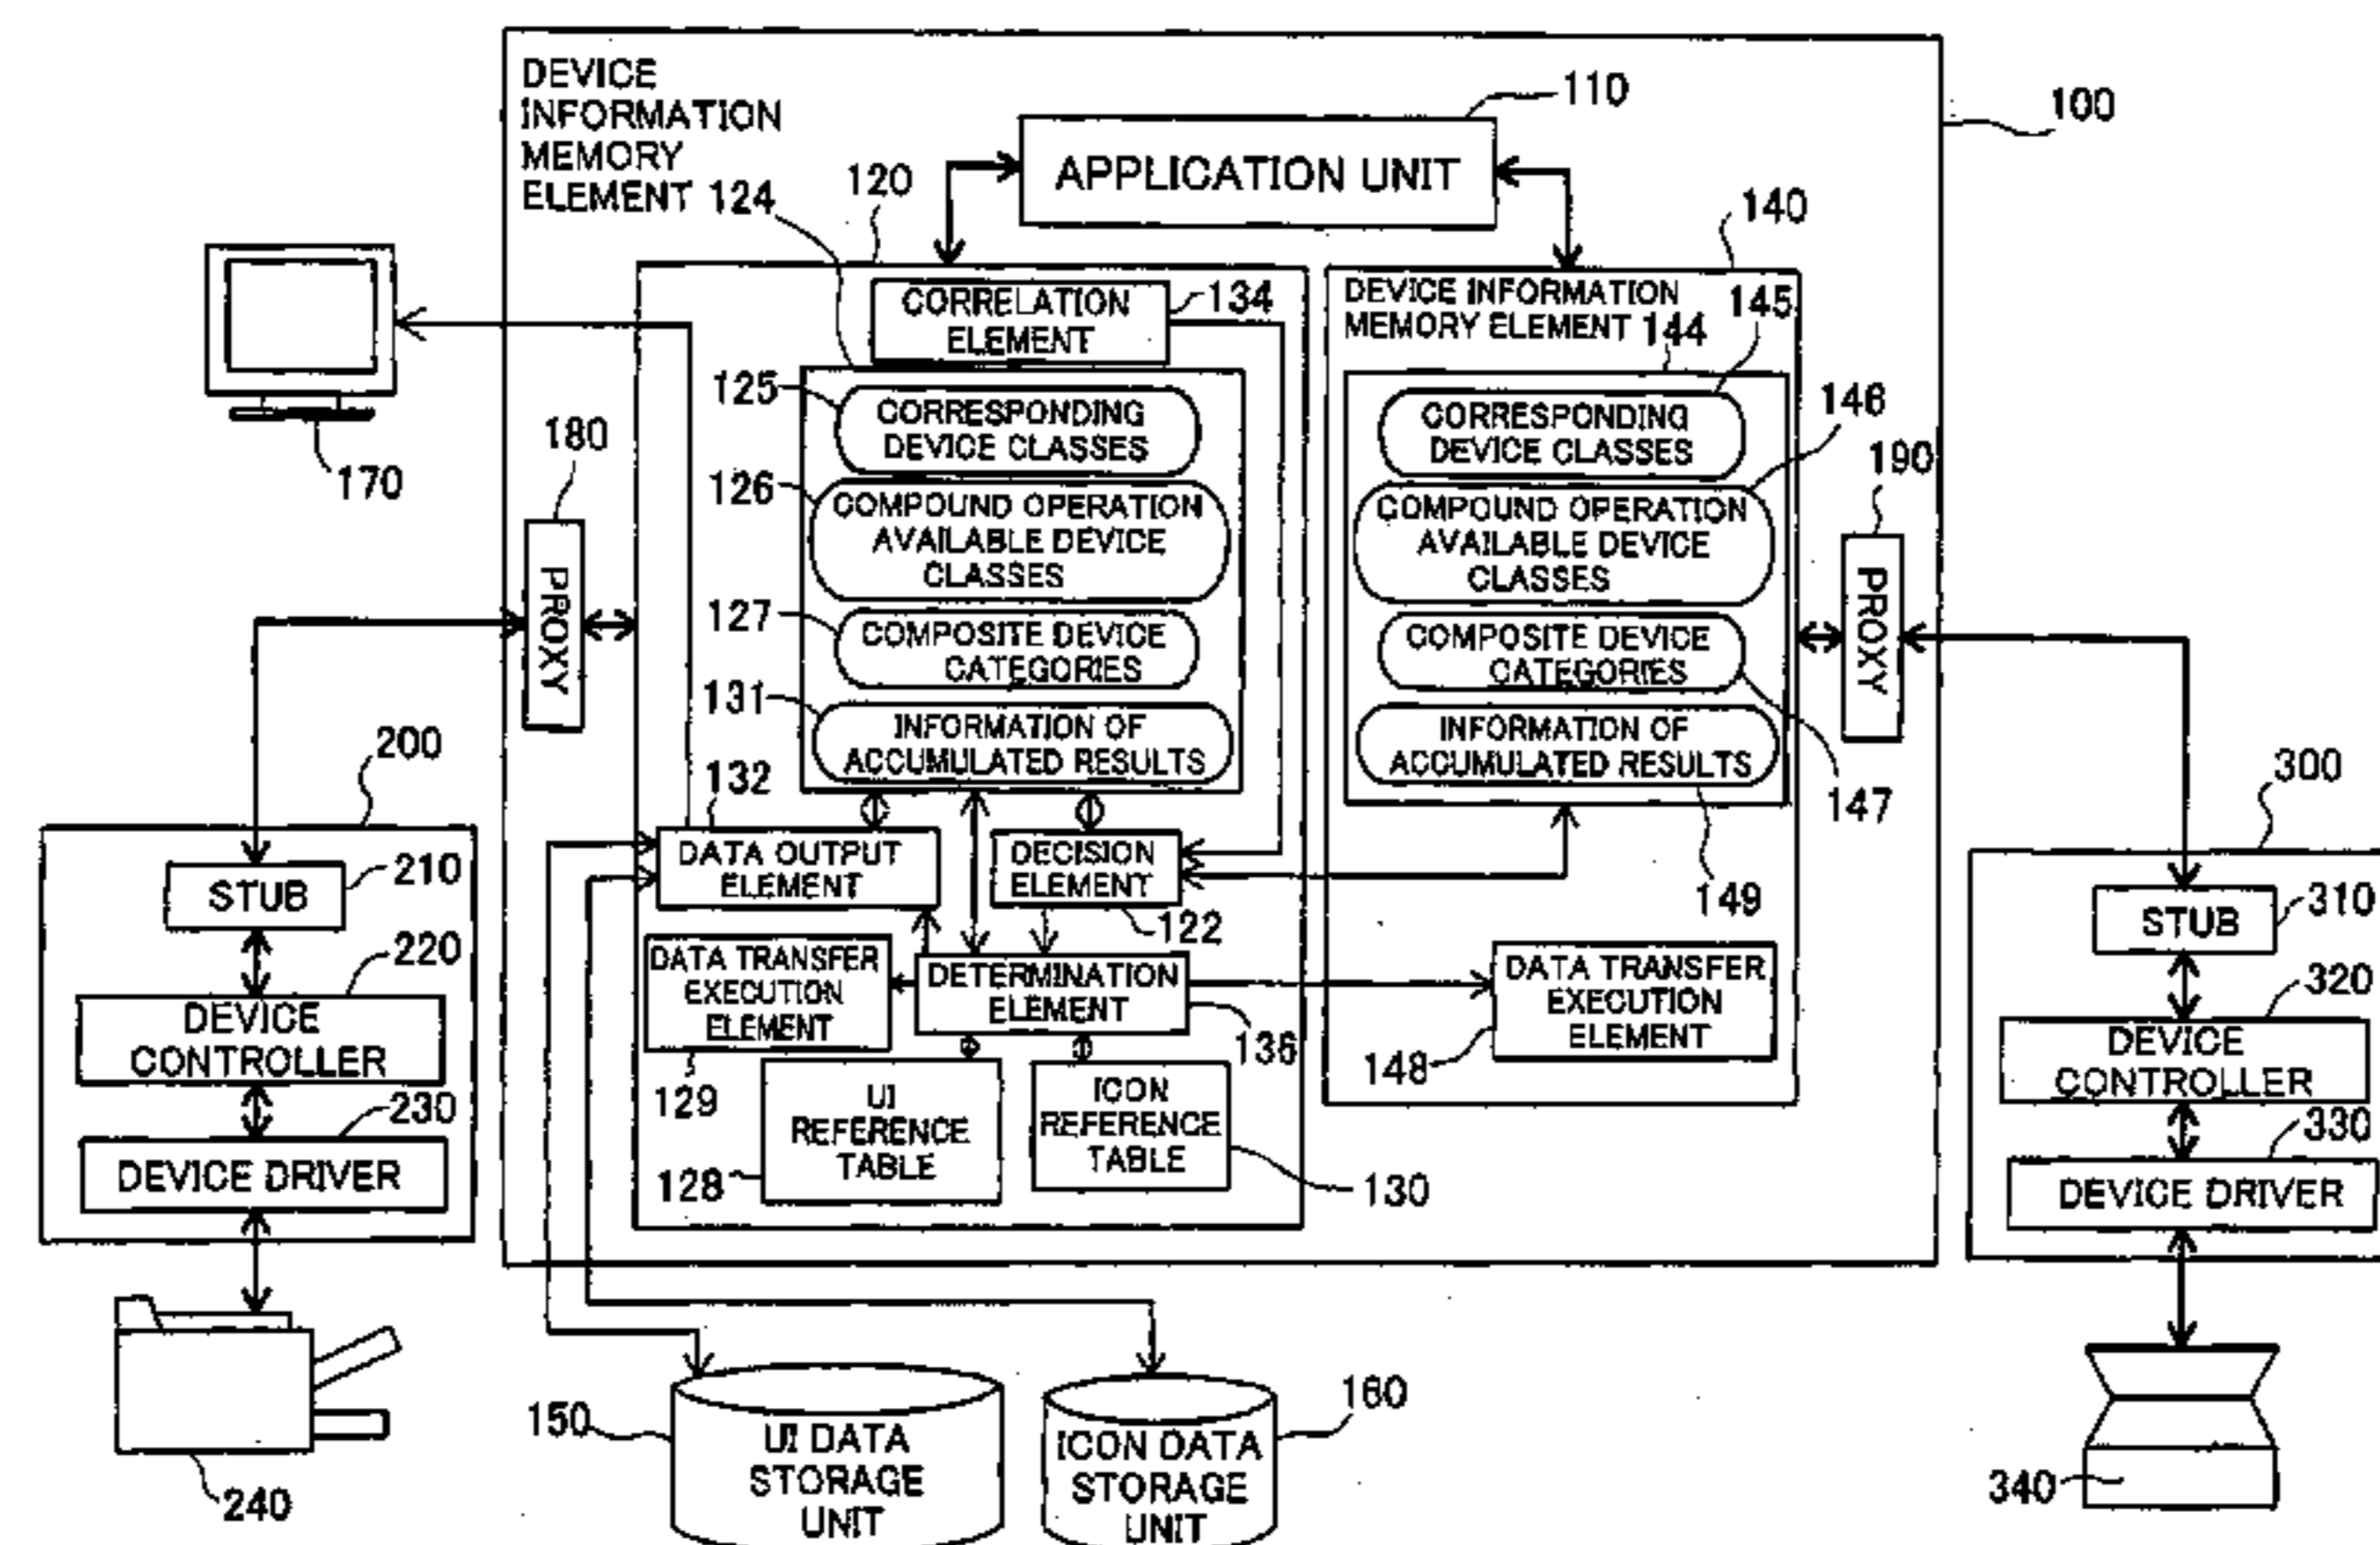 DEVICE
INFORMATION
MEMORY
ELEMENT 124
110
100
APPLICATION UNIT
120
140
CORRELATION
ELEMENT
134
DEVICE INFORMATION
MEMORY ELEMENT 144
145
125
CORRESPONDING
DEVICE CLASSES
126
COMPOUND OPERATION
AVAILABLE DEVICE
CLASSES
127
COMPOSITE DEVICE
CATEGORIES
131
INFORMATION OF
ACCUMULATED RESULTS
CORRESPONDING
DEVICE CLASSES
146
COMPOUND OPERATION
AVAILABLE DEVICE
CLASSES
COMPOSITE DEVICE
CATEGORIES
INFORMATION OF
ACCUMULATED RESULTS
147
149
170
180
PROXY
190
PROXY
132
DATA OUTPUT
ELEMENT
DECISION
ELEMENT
122
DATA TRANSFER
EXECUTION
ELEMENT
129
DETERMINATION
ELEMENT
136
DATA TRANSFER
EXECUTION
ELEMENT
148
UI
REFERENCE
TABLE
128
ICON
REFERENCE
TABLE
130
200
STUB
210
220
DEVICE
CONTROLLER
230
DEVICE DRIVER
240
300
STUB
310
320
DEVICE
CONTROLLER
330
DEVICE DRIVER
340
150
UI DATA
STORAGE
UNIT
160
ICON DATA
STORAGE
UNIT